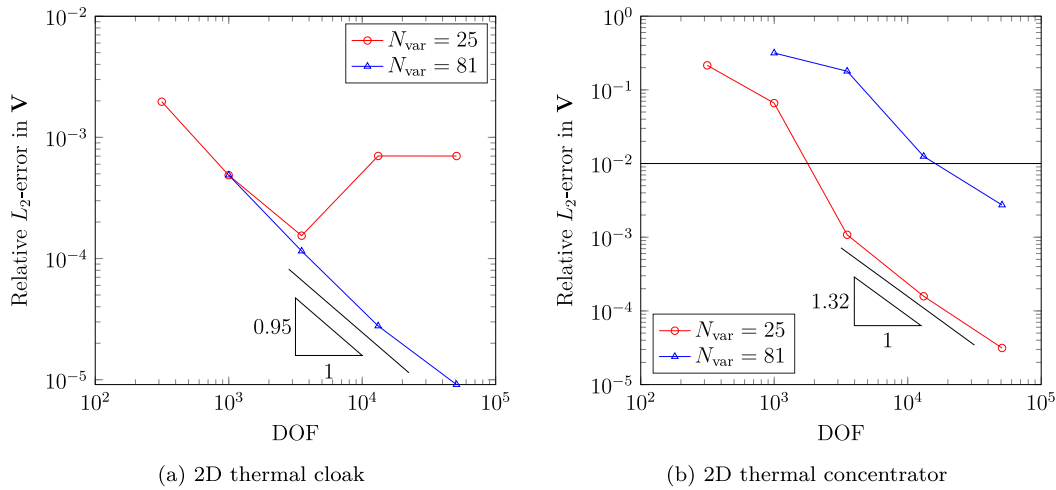 10^{-2}
10^{-3}
10^{-4}
10^{-5}
Relative L_2-error in V
N_var = 25
N_var = 81
0.95
1
10^2
10^3
10^4
10^5
DOF
(a) 2D thermal cloak
10^0
10^{-1}
10^{-2}
10^{-3}
10^{-4}
10^{-5}
Relative L_2-error in V
1.32
1
N_var = 25
N_var = 81
10^2
10^3
10^4
10^5
DOF
(b) 2D thermal concentrator